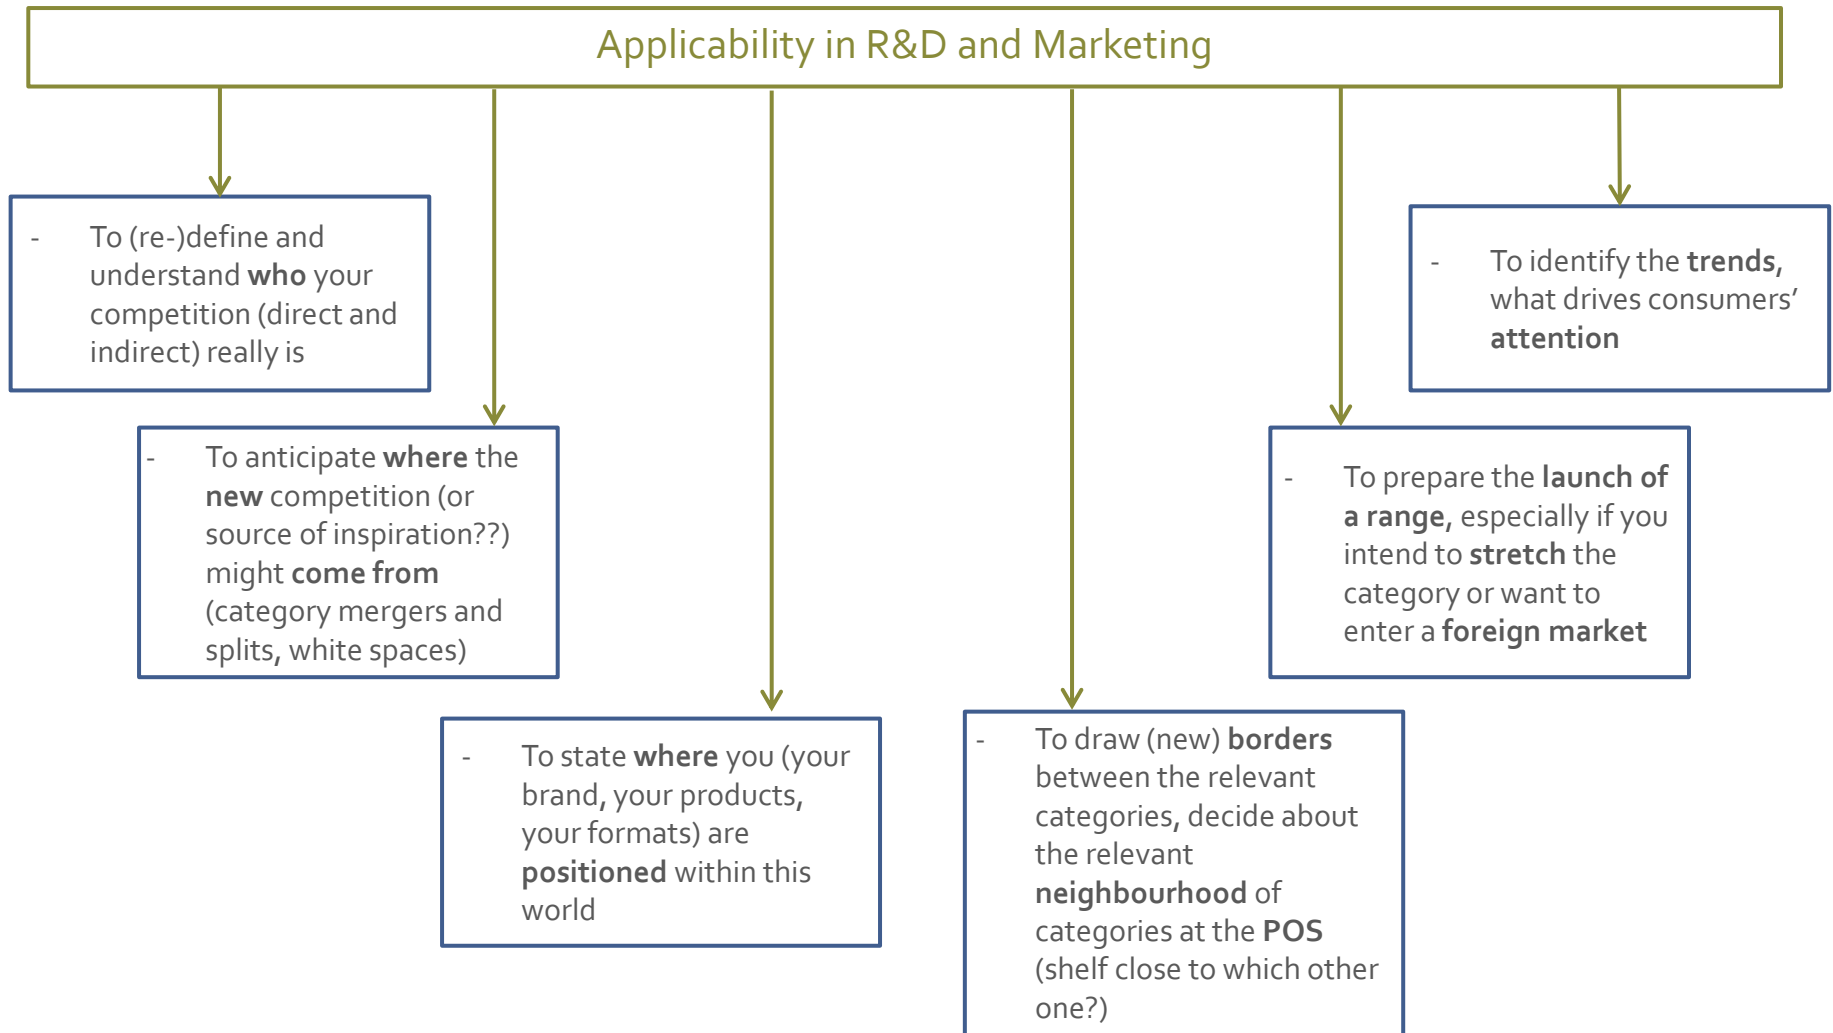 Applicability in R&D and Marketing
- To (re-)define and
understand who your
competition (direct and
indirect) really is
- To anticipate where the
new competition (or
source of inspiration??)
might come from
(category mergers and
splits, white spaces)
- To state where you (your
brand, your products,
your formats) are
positioned within this
world
- To draw (new) borders
between the relevant
categories, decide about
the relevant
neighbourhood of
categories at the POS
(shelf close to which other
one?)
- To prepare the launch of
a range, especially if you
intend to stretch the
category or want to
enter a foreign market
- To identify the trends,
what drives consumers’
attention